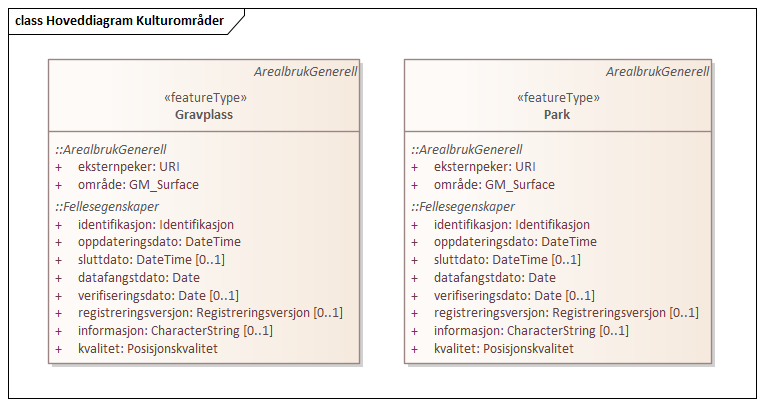 class Hoveddiagram Kulturområder
ArealbrukGenerell
«featureType»
Gravplass
::ArealbrukGenerell
+ eksternpeker: URI
+ område: GM_Surface
::Fellesegenskaper
+ identifikasjon: Identifikasjon
+ oppdateringsdato: DateTime
+ sluttdato: DateTime [0..1]
+ datafangstdato: Date
+ verifiseringsdato: Date [0..1]
+ registreringsversjon: Registreringsversjon [0..1]
+ informasjon: CharacterString [0..1]
+ kvalitet: Posisjonskvalitet
ArealbrukGenerell
«featureType»
Park
::ArealbrukGenerell
+ eksternpeker: URI
+ område: GM_Surface
::Fellesegenskaper
+ identifikasjon: Identifikasjon
+ oppdateringsdato: DateTime
+ sluttdato: DateTime [0..1]
+ datafangstdato: Date
+ verifiseringsdato: Date [0..1]
+ registreringsversjon: Registreringsversjon [0..1]
+ informasjon: CharacterString [0..1]
+ kvalitet: Posisjonskvalitet